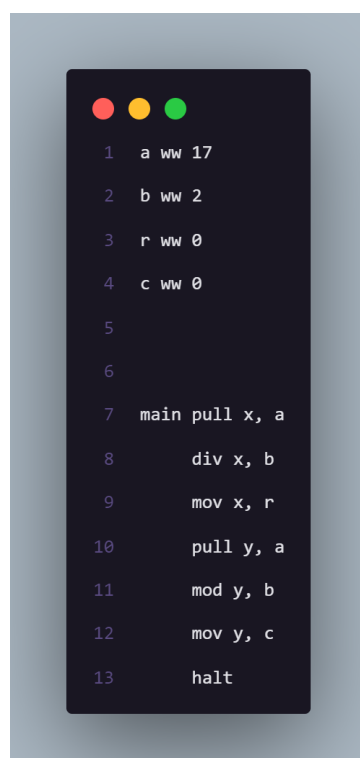 1 a ww 17
2 b ww 2
3 r ww 0
4 c ww 0
5
6
7 main pull x, a
8 div x, b
9 mov x, r
10 pull y, a
11 mod y, b
12 mov y, c
13 halt